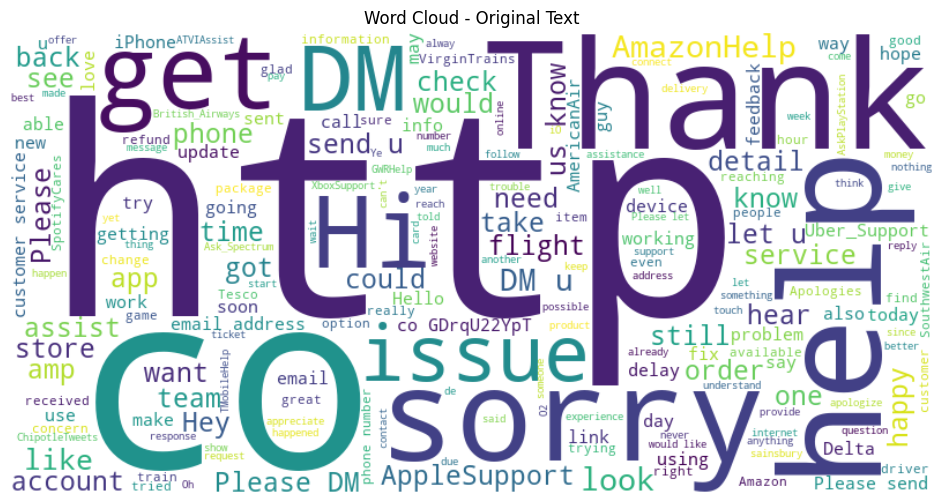 Word Cloud - Original Text
http
co
Thank
help
sorry
get
DM
Hi
issue
AmazonHelp
back
see
u
offer
iPhone
ATVIAssist
love
made
best
information
may
alway
VirginTrains
glad
pay
check
would
us know
guy
way
good
hope
come
connect
go
feedback
delivery
iO
week
hour
AskPlayStation
money
nothing
British_Airways
sent
able
phone
new
refund
message
update
call
sure
Ye
send u
info
number
much
online
follow
AmericanAir
assistance
detail
reaching
know
think
give
Please
customer service
SpotifyCares
package
try
going
time
getting
thing
Ask_Spectrum
yet
change
app
happen
work
game
XboxSupport
wait
can't
GWRHelp
year
reach
told
card
website
trouble
need
take
item
another
keep
flight
well
device
Please let
working
support
even
address
people
let u
let
something
touch
service
Uber_Support
reply
SouthwestAir
got
soon
Tesco
start
could
Hello
really
DM u
possible
product
hear
Apologies
also
today
find
since
better
assist
store
amp
email address
ticket
option
co GDrqU22YpT
still
problem
fix
available
say
delay
already
order
understand
customer
happy
want
team
email
great
TMobileHelp
received
use
concern
make
Hey
appreciate
happened
de
said
someone
O2
experience
trying
link
day
never
would like
right
using
internet
anything
provide
apologize
one
question
sainsbury
Delta
driver
ChipotleTweets
response
show
request
contact
phone number
due
like
account
train
tried
Oh
Please DM
AppleSupport
look
Amazon
Please send